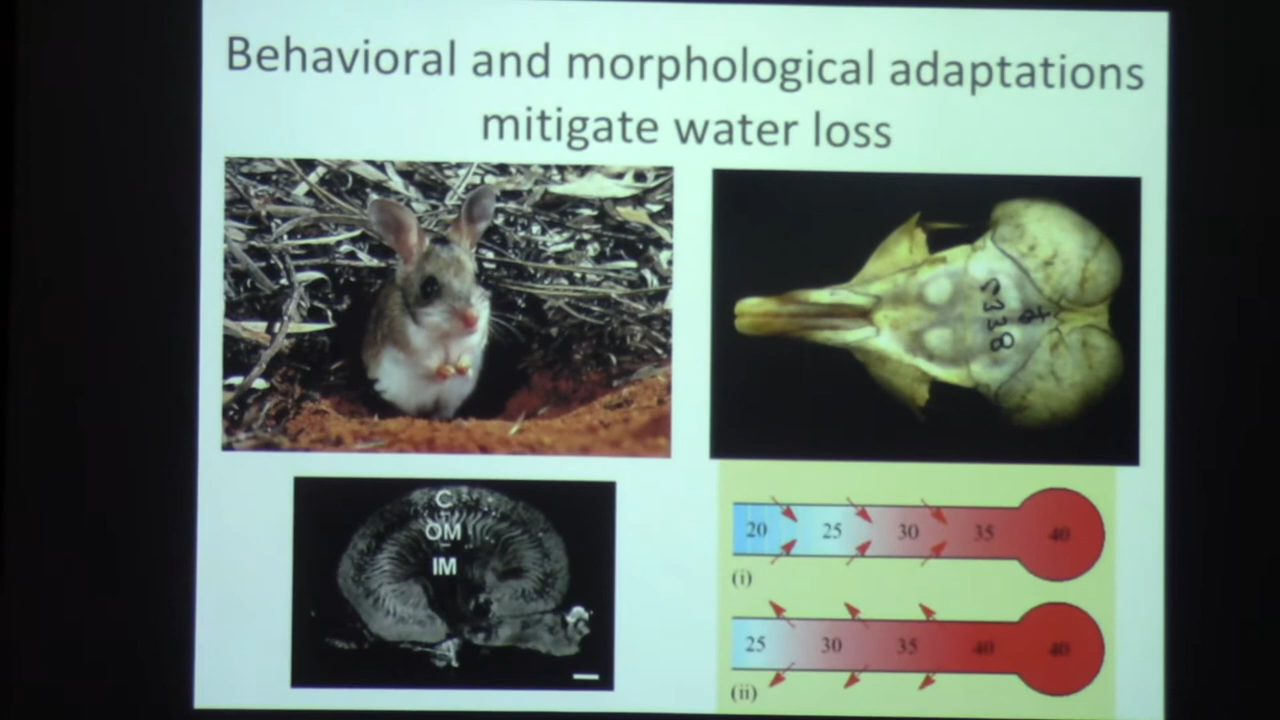 Behavioral and morphological adaptations
mitigate water loss
S338
C
OM
IM
20 25 30 35 40
(i)
25 30 35 40 40
(ii)